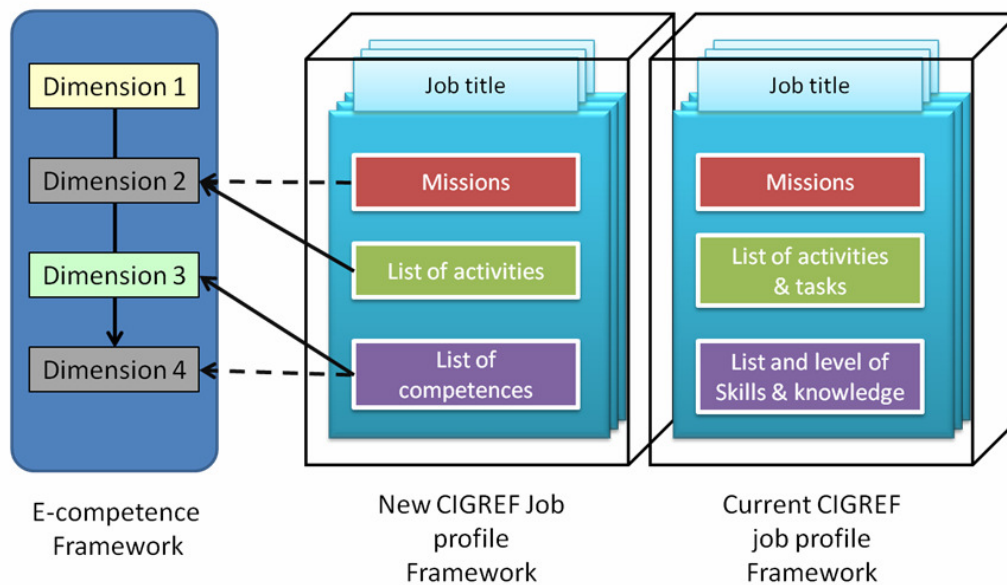 Dimension 1
Dimension 2
Dimension 3
Dimension 4
E-competence
Framework
Job title
Missions
List of activities
List of
competences
New CIGREF Job
profile
Framework
Job title
Missions
List of activities
& tasks
List and level of
Skills & knowledge
Current CIGREF
job profile
Framework